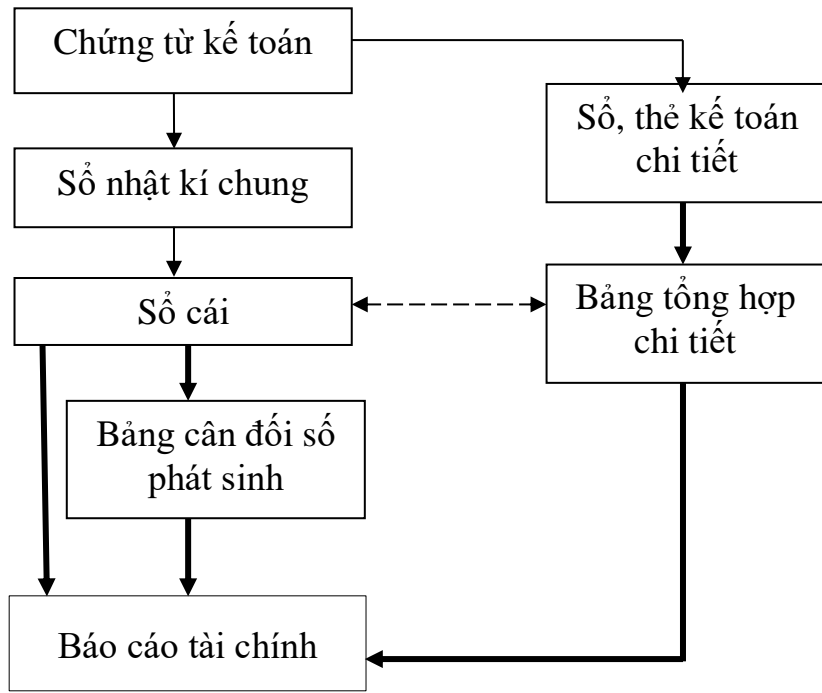 Chứng từ kế toán
Sổ, thẻ kế toán
chi tiết
Sổ nhật kí chung
Sổ cái
Bảng tổng hợp
chi tiết
Bảng cân đối số
phát sinh
Báo cáo tài chính